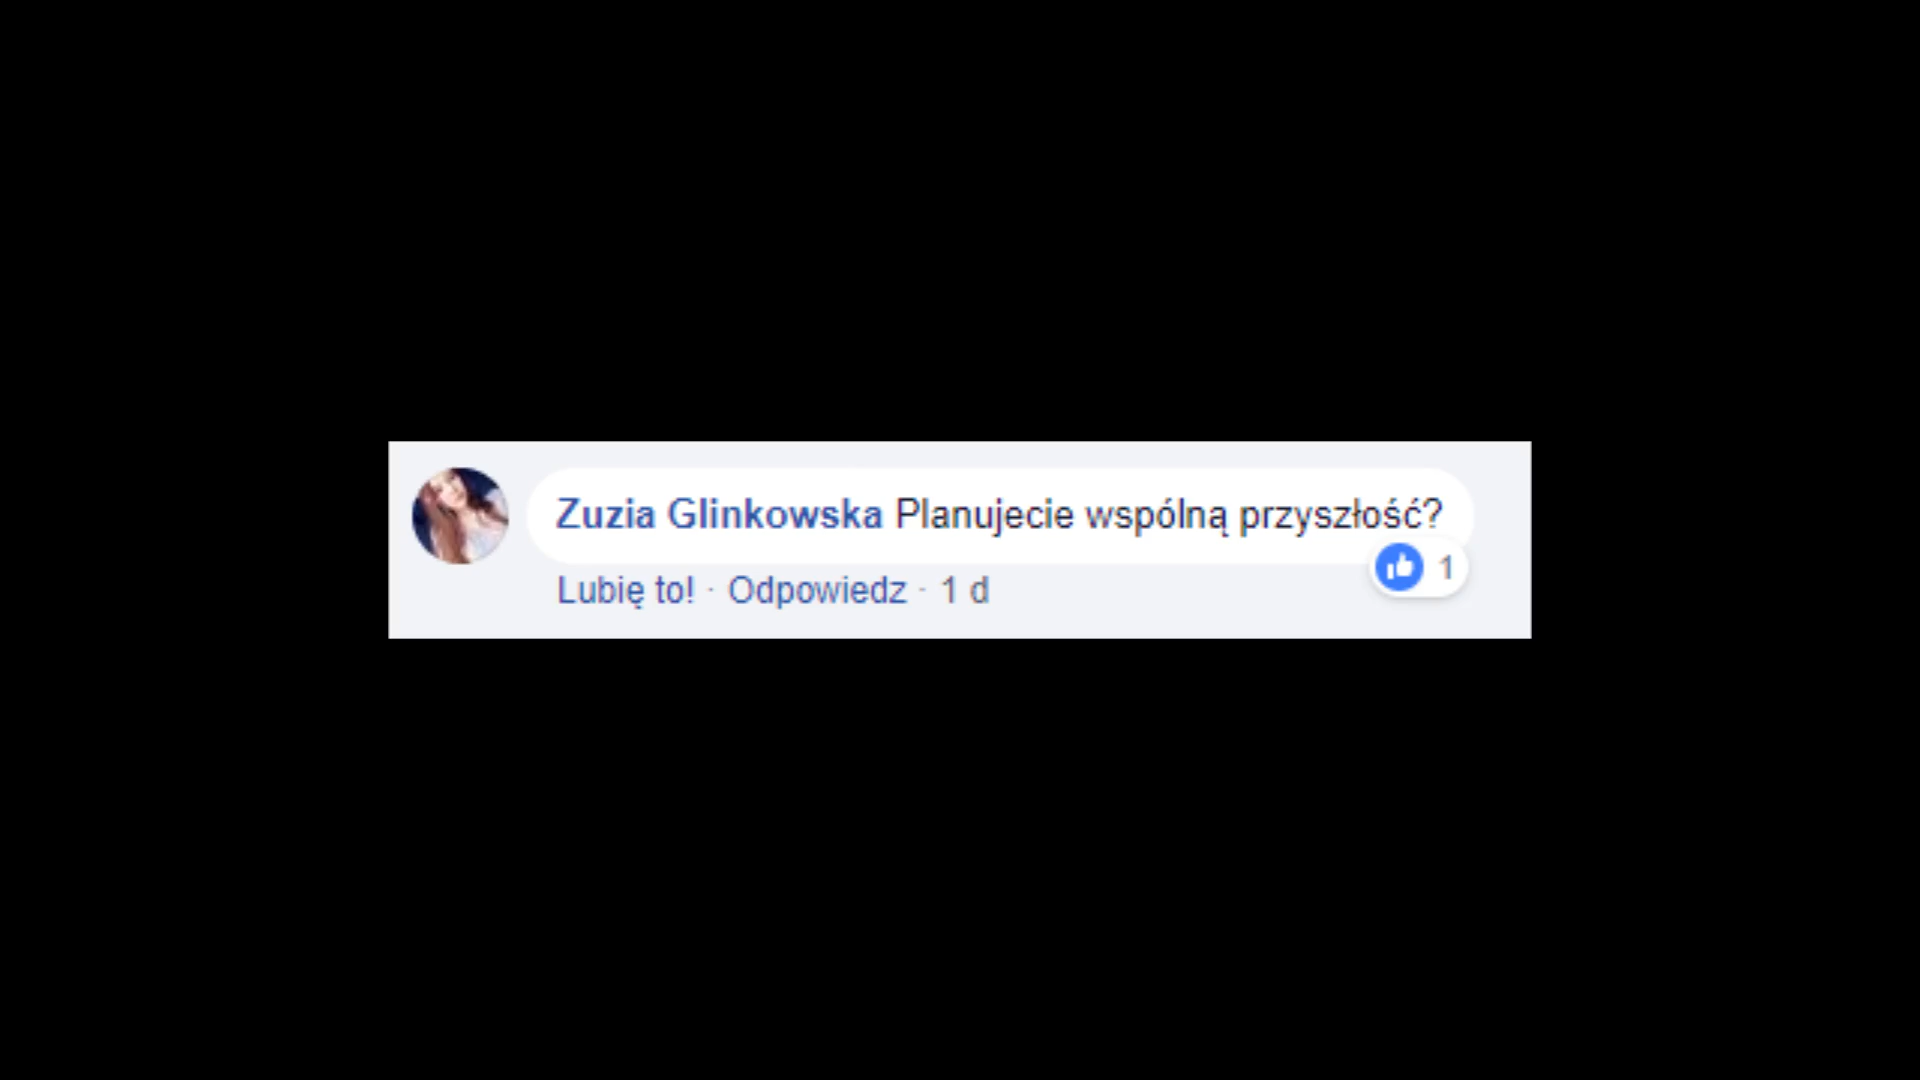 Zuzia Glinkowska Planujecie wspólną przyszłość?
1
Lubię to! · Odpowiedz · 1 d